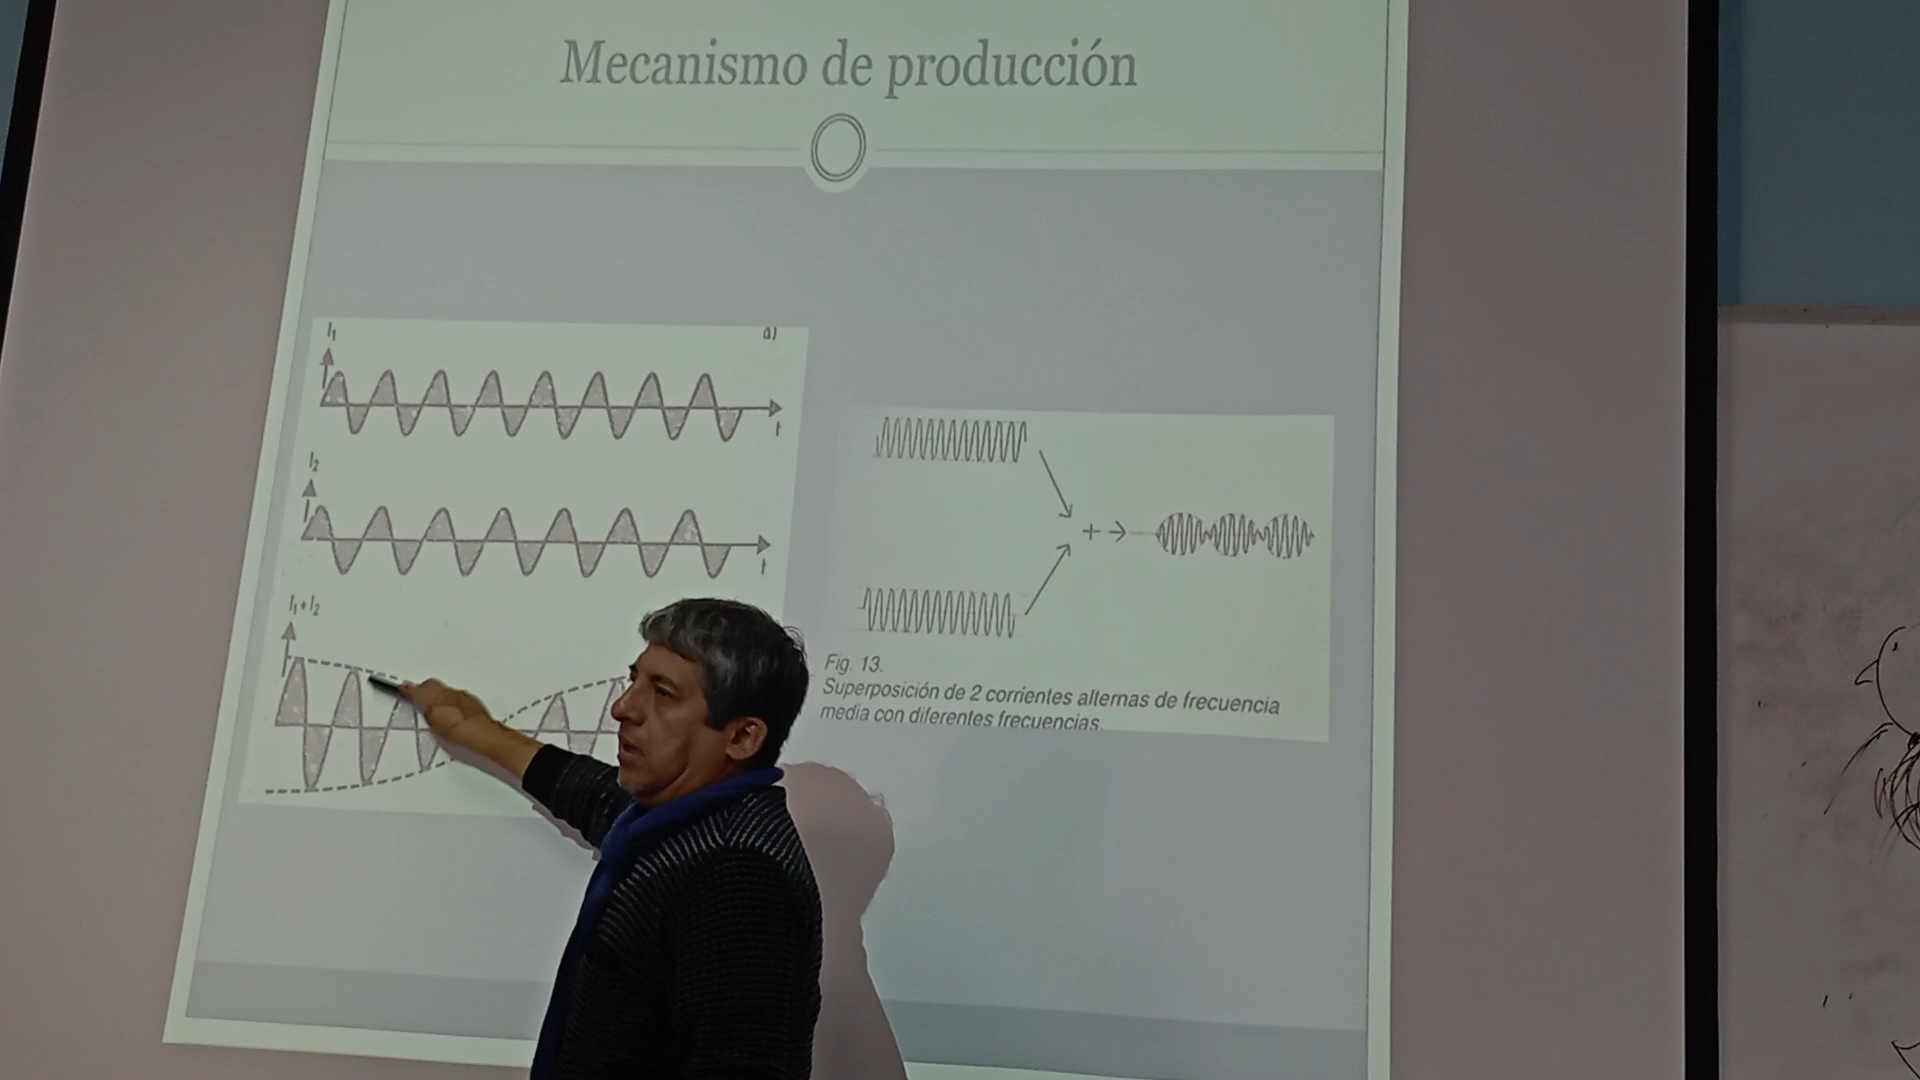 Mecanismo de producción
I₁
a)
t
I₂
t
I₁+I₂
+
Fig. 13.
Superposición de 2 corrientes alternas de frecuencia
media con diferentes frecuencias.